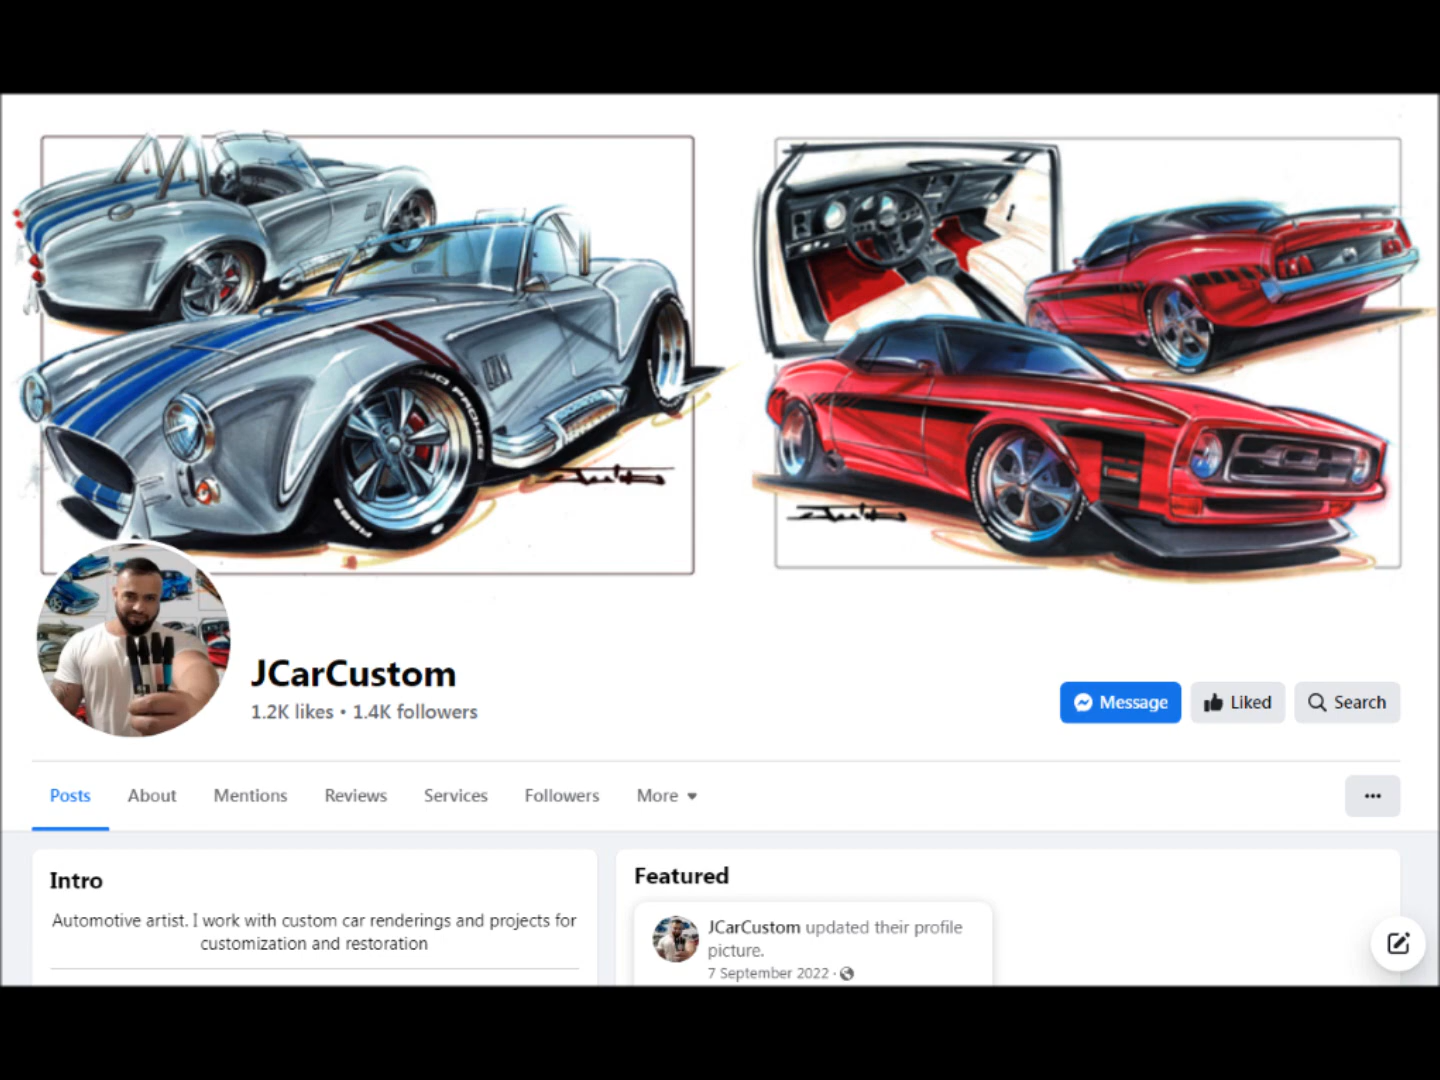 JCarCustom
1.2K likes • 1.4K followers
Message
Liked
Search
Posts
About
Mentions
Reviews
Services
Followers
More
Intro
Automotive artist. I work with custom car renderings and projects for
customization and restoration
Featured
JCarCustom updated their profile
picture.
7 September 2022 ·